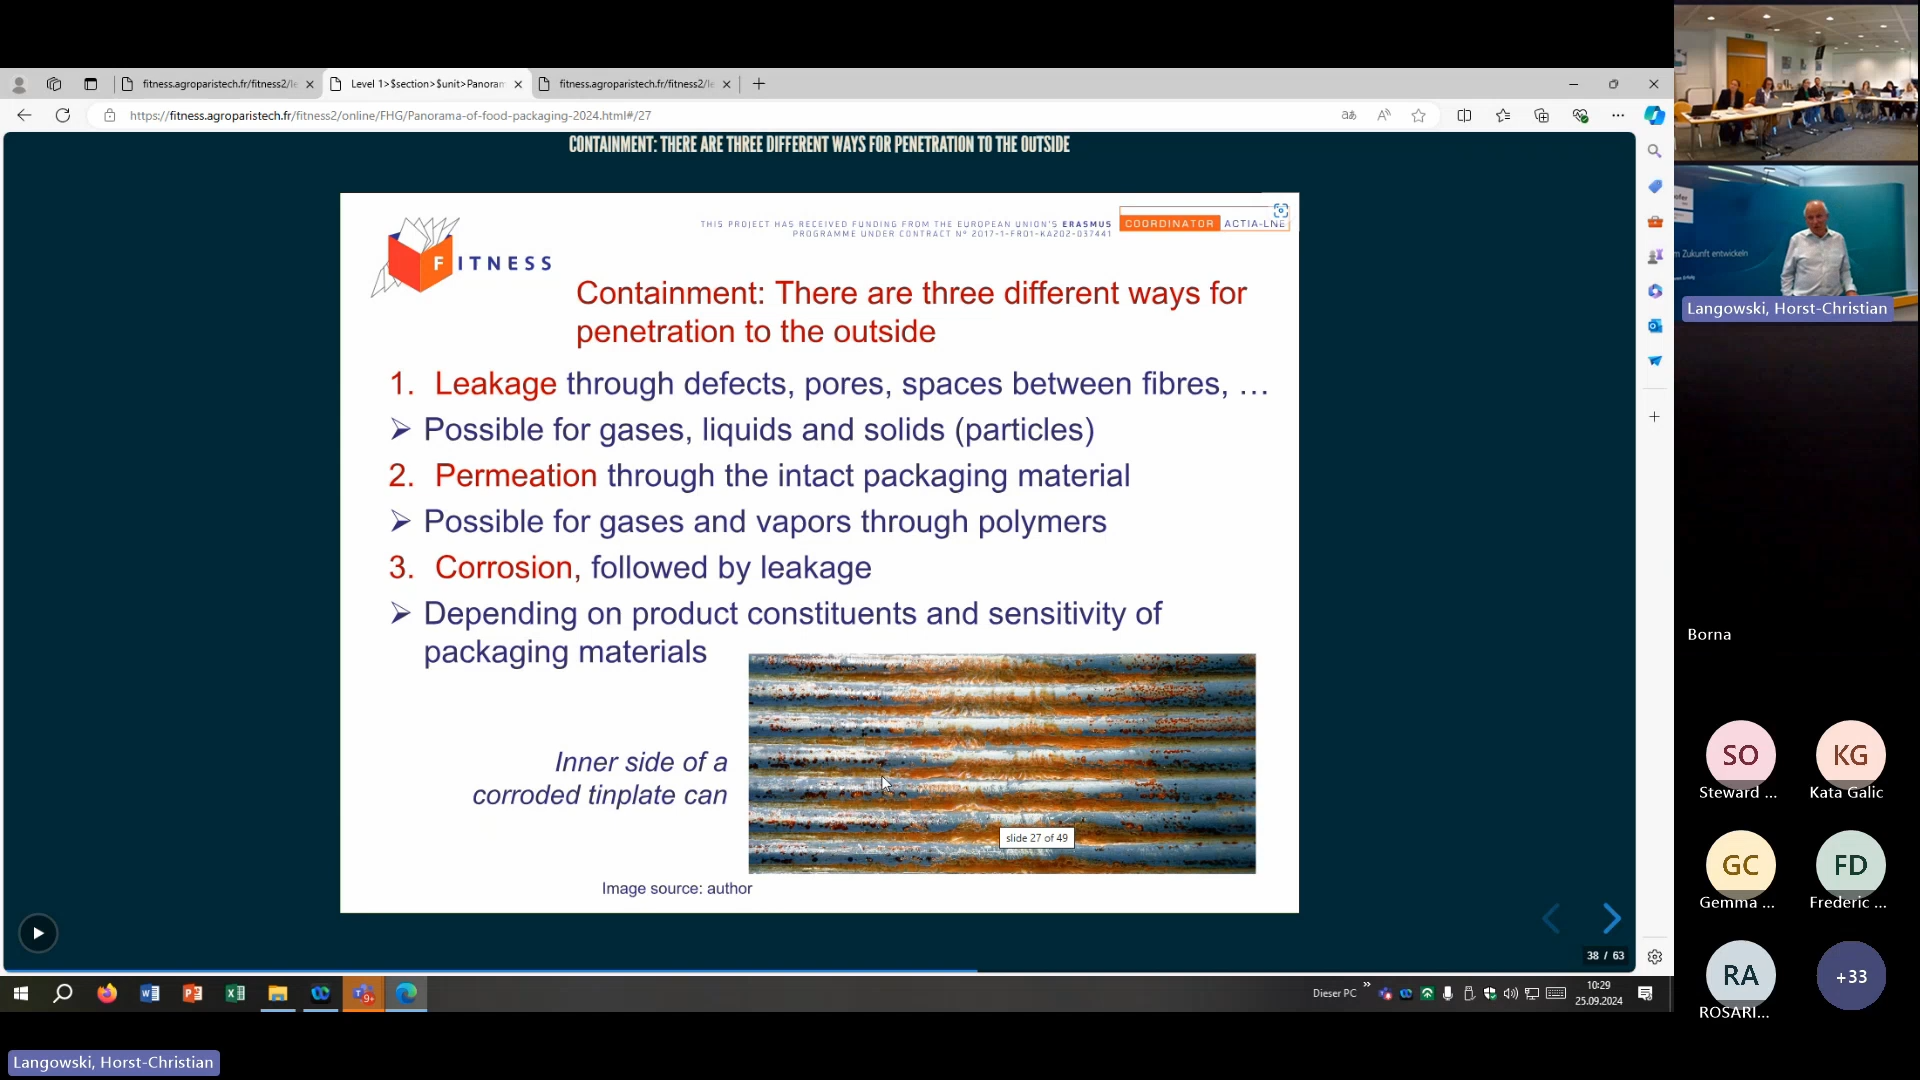 fitness.agroparistech.fr/fitness2/le
Level 1>$section>$unit>Panoram
fitness.agroparistech.fr/fitness2/le
https://fitness.agroparistech.fr/fitness2/online/FHG/Panorama-of-food-packaging-2024.html#/27
CONTAINMENT: THERE ARE THREE DIFFERENT WAYS FOR PENETRATION TO THE OUTSIDE
FITNESS
THIS PROJECT HAS RECEIVED FUNDING FROM THE EUROPEAN UNION'S ERASMUS
PROGRAMME UNDER CONTRACT N° 2017-1-FR01-KA202-037441
COORDINATOR ACTIA-LNE
Containment: There are three different ways for
penetration to the outside
1. Leakage through defects, pores, spaces between fibres, …
➢ Possible for gases, liquids and solids (particles)
2. Permeation through the intact packaging material
➢ Possible for gases and vapors through polymers
3. Corrosion, followed by leakage
➢ Depending on product constituents and sensitivity of
packaging materials
Inner side of a
corroded tinplate can
slide 27 of 49
Image source: author
38 / 63
Dieser PC
10:29
25.09.2024
9+
Langowski, Horst-Christian
Zukunft entwickeln
Langowski, Horst-Christian
Borna
SO
Steward ...
KG
Kata Galic
GC
Gemma ...
FD
Frederic ...
RA
ROSARI...
+33